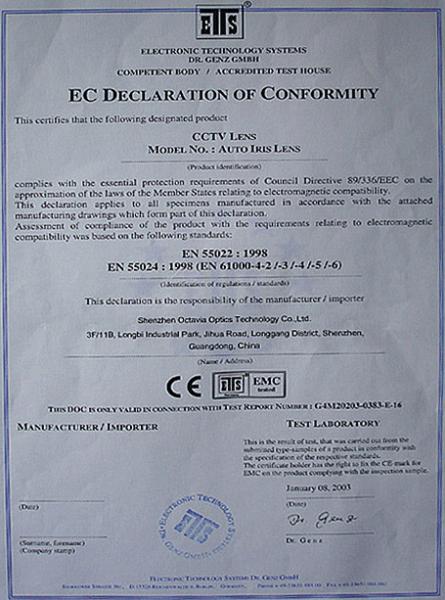 ETS
ELECTRONIC TECHNOLOGY SYSTEMS
DR. GENZ GMBH
COMPETENT BODY / ACCREDITED TEST HOUSE
EC DECLARATION OF CONFORMITY
This certifies that the following designated product
CCTV LENS
MODEL NO. : AUTO IRIS LENS
(Product identification)
complies with the essential protection requirements of Council Directive 89/336/EEC on the
approximation of the laws of the Member States relating to electromagnetic compatibility.
This declaration applies to all specimens manufactured in accordance with the attached
manufacturing drawings which form part of this declaration.
Assessment of compliance of the product with the requirements relating to electromagnetic
compatibility was based on the following standards:
EN 55022 : 1998
EN 55024 : 1998 (EN 61000-4-2 /-3 /-4 /-5 /-6)
(Identification of regulations / standards)
This declaration is the responsibility of the manufacturer / importer
Shenzhen Octavia Optics Technology Co.,Ltd.
3F/11B, Longbi Industrial Park, Jihua Road, Longgang District, Shenzhen,
Guangdong, China
(Name / Address)
CE ETS EMC
tested
THIS DOC IS ONLY VALID IN CONNECTION WITH TEST REPORT NUMBER : G4M20203-0383-E-16
MANUFACTURER / IMPORTER
TEST LABORATORY
This is the result of test, that was carried out from the
submitted type-samples of a product in conformity with
the specification of the respective standards.
The certificate holder has the right to fix the CE-mark for
EMC on the product complying with the inspection sample.
January 08, 2003
(Date)
(Date)
Dr. Genz
Dr. Genz
(Surname, forename)
(Company stamp)
ELECTRONIC TECHNOLOGY SYSTEMS
ETS
DR. GENZ GMBH
ELECTRONIC TECHNOLOGY SYSTEMS DR. GENZ GMBH